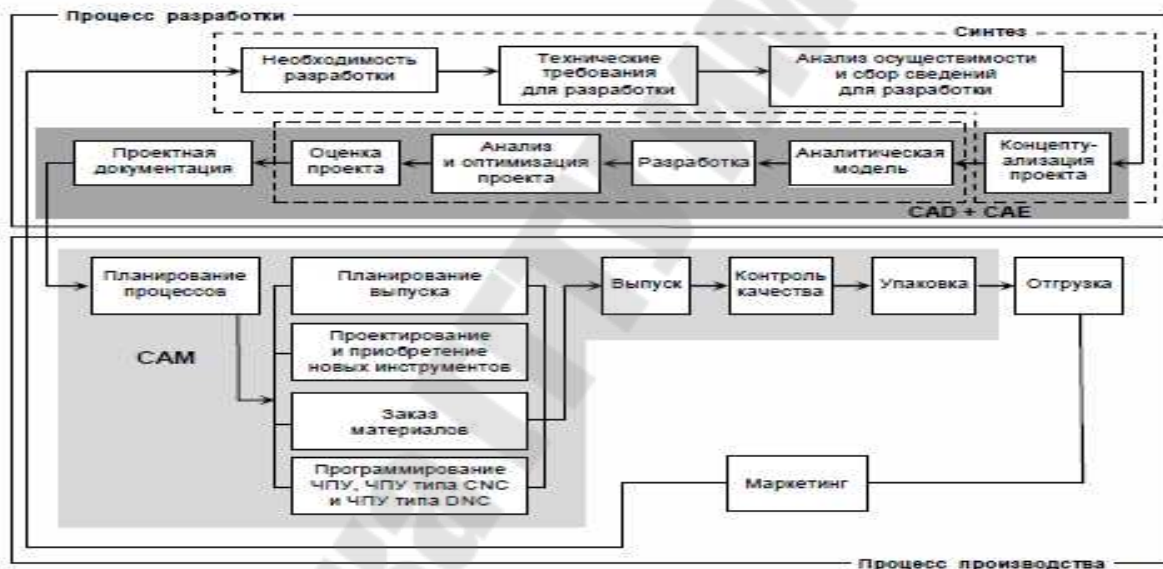 Процесс разработки
Синтез
Необходимость
разработки
Технические
требования
для разработки
Анализ осуществимости
и сбор сведений
для разработки
Проектная
документация
Оценка
проекта
Анализ
и оптимизация
проекта
Разработка
Аналитическая
модель
Концепту-
ализация
проекта
CAD + CAE
Планирование
процессов
Планирование
выпуска
Выпуск
Контроль
качества
Упаковка
Отгрузка
Проектирование
и приобретение
новых инструментов
CAM
Заказ
материалов
Программирование
ЧПУ, ЧПУ типа CNC
и ЧПУ типа DNC
Маркетинг
Процесс производства